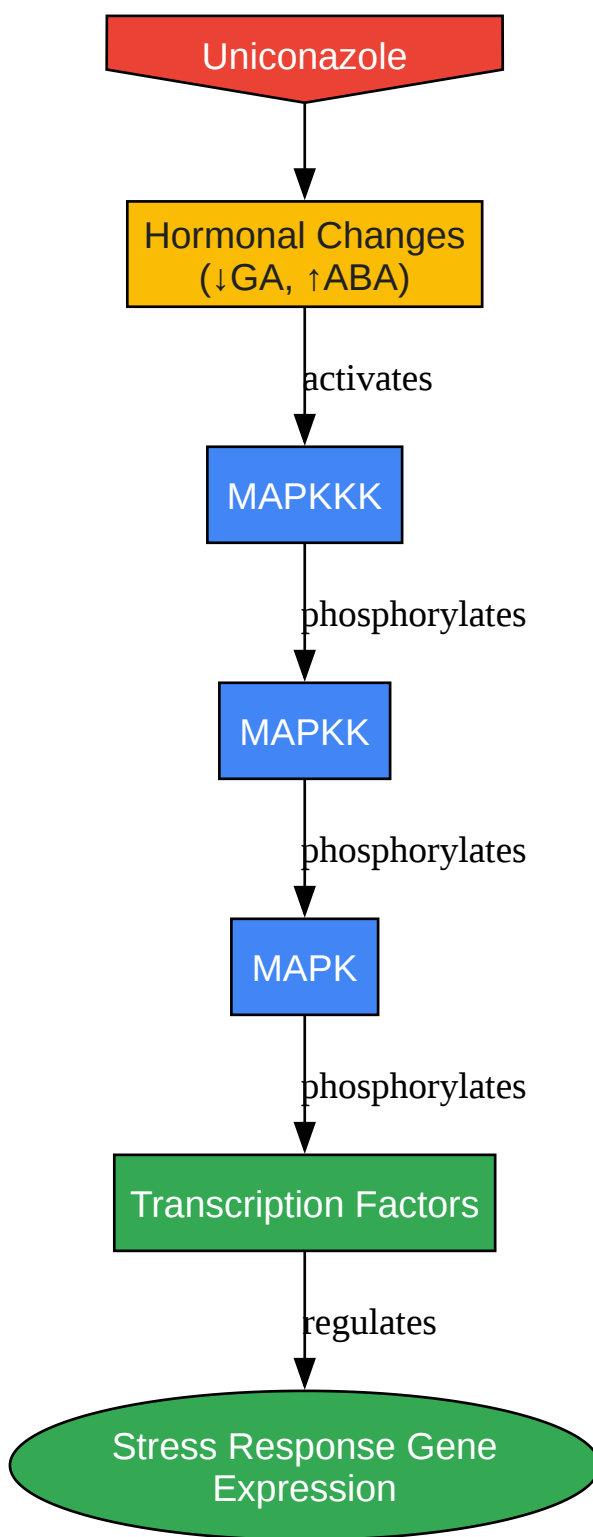 Uniconazole
Hormonal Changes
(↓GA, ↑ABA)
activates
MAPKKK
phosphorylates
MAPKK
phosphorylates
MAPK
phosphorylates
Transcription Factors
regulates
Stress Response Gene
Expression